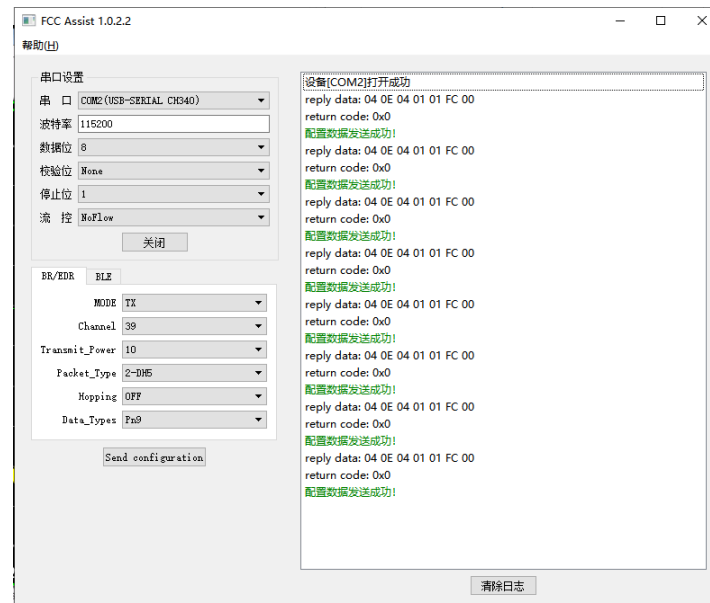 FCC Assist 1.0.2.2
帮助(H)
串口设置
串 口 COM2(USB-SERIAL CH340)
波特率 115200
数据位 8
校验位 None
停止位 1
流 控 NoFlow
关闭
BR/EDR BLE
MODE TX
Channel 39
Transmit_Power 10
Packet_Type 2-DH5
Hopping OFF
Data_Types Pn9
Send configuration
设备[COM2]打开成功
reply data: 04 0E 04 01 01 FC 00
return code: 0x0
配置数据发送成功!
reply data: 04 0E 04 01 01 FC 00
return code: 0x0
配置数据发送成功!
reply data: 04 0E 04 01 01 FC 00
return code: 0x0
配置数据发送成功!
reply data: 04 0E 04 01 01 FC 00
return code: 0x0
配置数据发送成功!
reply data: 04 0E 04 01 01 FC 00
return code: 0x0
配置数据发送成功!
reply data: 04 0E 04 01 01 FC 00
return code: 0x0
配置数据发送成功!
reply data: 04 0E 04 01 01 FC 00
return code: 0x0
配置数据发送成功!
reply data: 04 0E 04 01 01 FC 00
return code: 0x0
配置数据发送成功!
清除日志